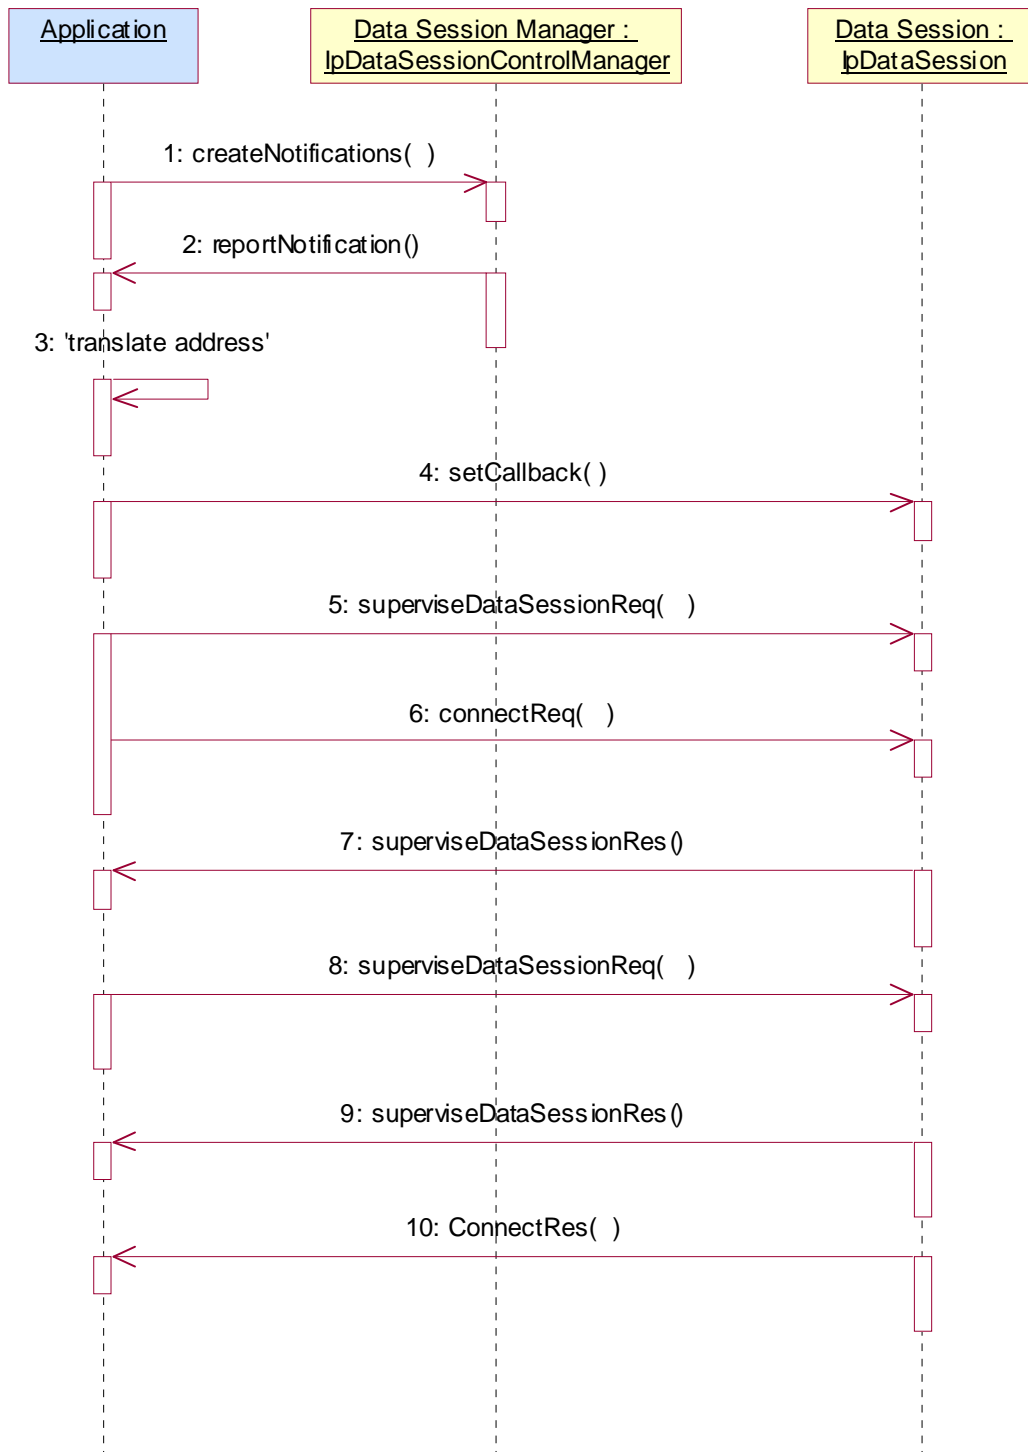 Application
Data Session Manager :
IpDataSessionControlManager
Data Session :
IpDataSession
1: createNotifications(  )
2: reportNotification()
3: 'translate address'
4: setCallback( )
5: superviseDataSessionReq(   )
6: connectReq(   )
7: superviseDataSessionRes()
8: superviseDataSessionReq(   )
9: superviseDataSessionRes()
10: ConnectRes(  )